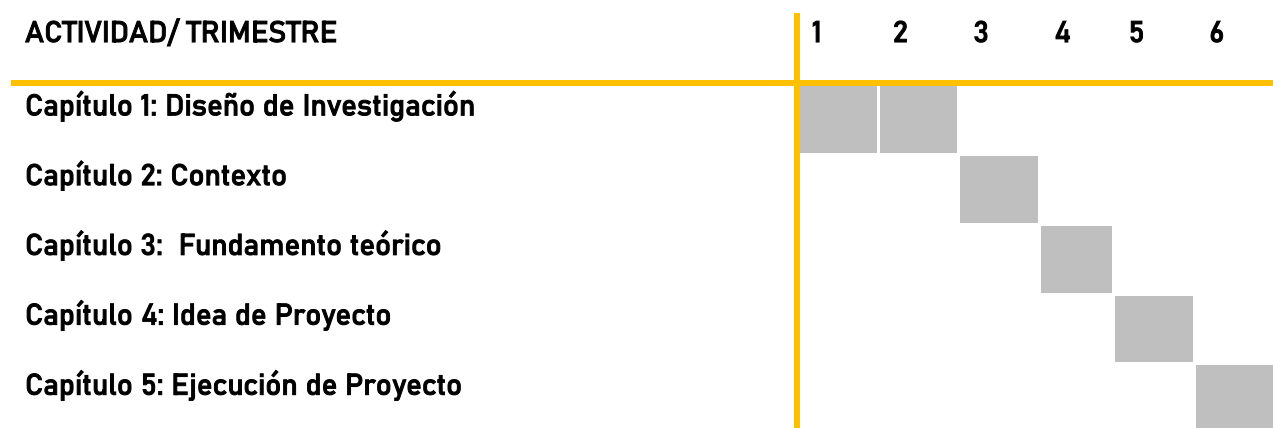 ACTIVIDAD/ TRIMESTRE 1 2 3 4 5 6
Capítulo 1: Diseño de Investigación
Capítulo 2: Contexto
Capítulo 3:  Fundamento teórico
Capítulo 4: Idea de Proyecto
Capítulo 5: Ejecución de Proyecto